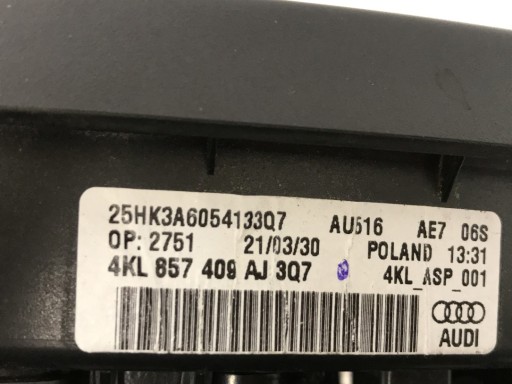 25HK3A6054133Q7 AU516 AE7 06S
OP: 2751 21/03/30 POLAND 13:31
4KL 857 409 AJ 3Q7 4KL_ASP_001
AUDI